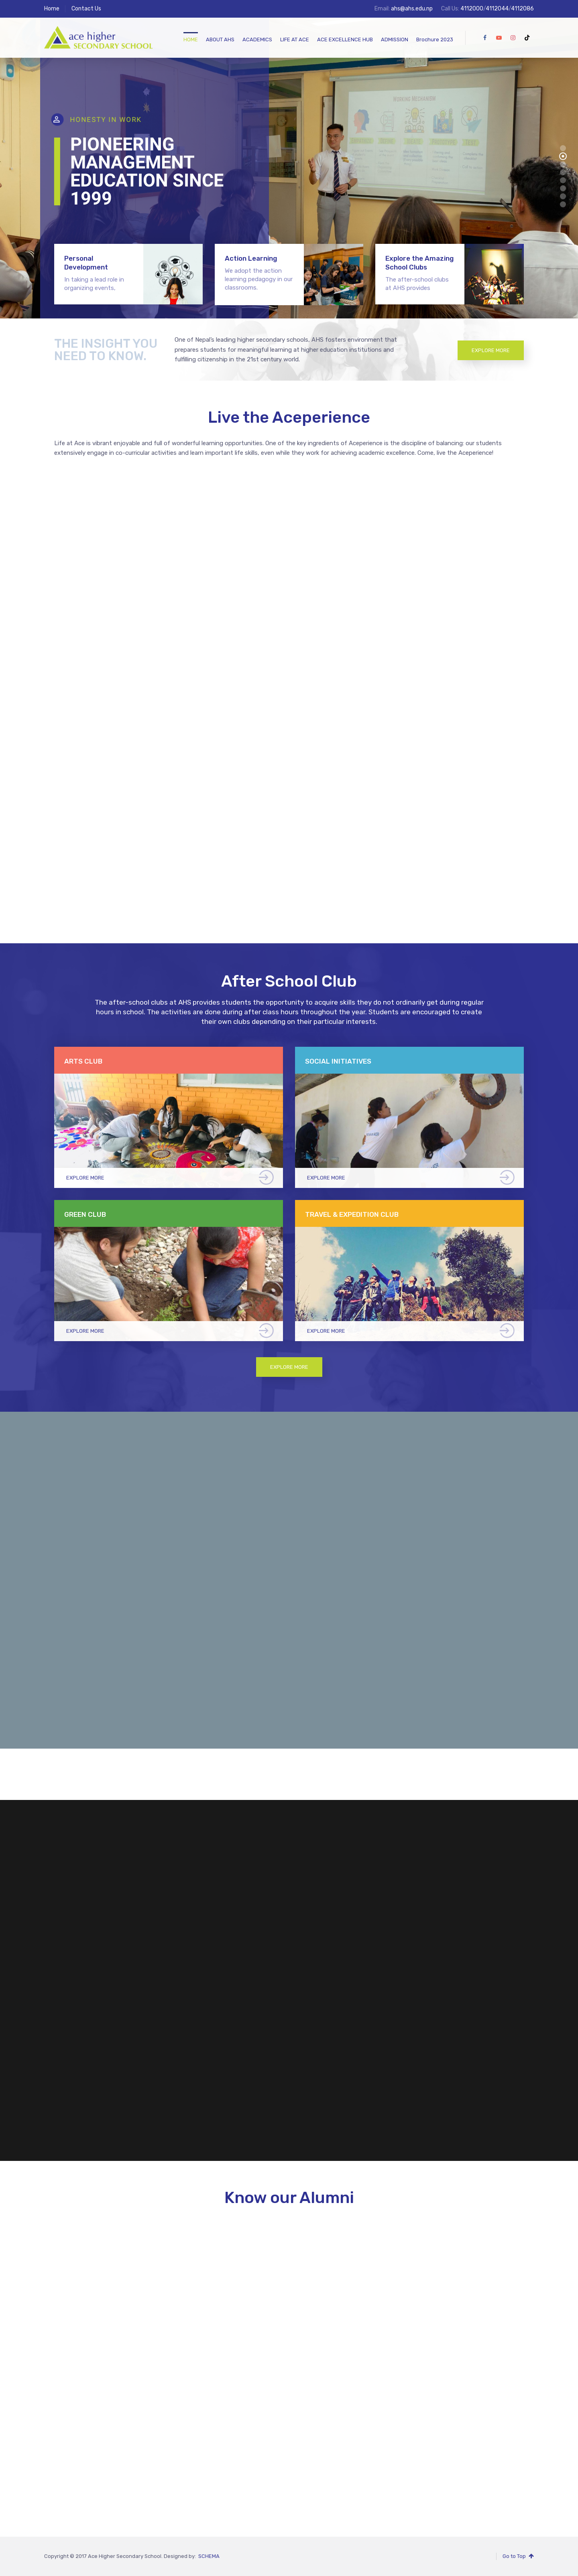 Home Contact Us Email: ahs@ahs.edu.np Call Us: 4112000/4112044/4112086
ace higher
SECONDARY SCHOOL
HOME ABOUT AHS ACADEMICS LIFE AT ACE ACE EXCELLENCE HUB ADMISSION Brochure 2023
HONESTY IN WORK
PIONEERING
MANAGEMENT
EDUCATION SINCE
1999
Personal
Development
In taking a lead role in
organizing events,
Action Learning
We adopt the action
learning pedagogy in our
classrooms.
Explore the Amazing
School Clubs
The after-school clubs
at AHS provides
THE INSIGHT YOU
NEED TO KNOW.
One of Nepal's leading higher secondary schools, AHS fosters environment that
prepares students for meaningful learning at higher education institutions and
fulfilling citizenship in the 21st century world.
EXPLORE MORE
Live the Aceperience
Life at Ace is vibrant enjoyable and full of wonderful learning opportunities. One of the key ingredients of Aceperience is the discipline of balancing: our students
extensively engage in co-curricular activities and learn important life skills, even while they work for achieving academic excellence. Come, live the Aceperience!
After School Club
The after-school clubs at AHS provides students the opportunity to acquire skills they do not ordinarily get during regular
hours in school. The activities are done during after class hours throughout the year. Students are encouraged to create
their own clubs depending on their particular interests.
ARTS CLUB
EXPLORE MORE
SOCIAL INITIATIVES
EXPLORE MORE
GREEN CLUB
EXPLORE MORE
TRAVEL & EXPEDITION CLUB
EXPLORE MORE
EXPLORE MORE
Know our Alumni
Copyright © 2017 Ace Higher Secondary School. Designed by: SCHEMA
Go to Top